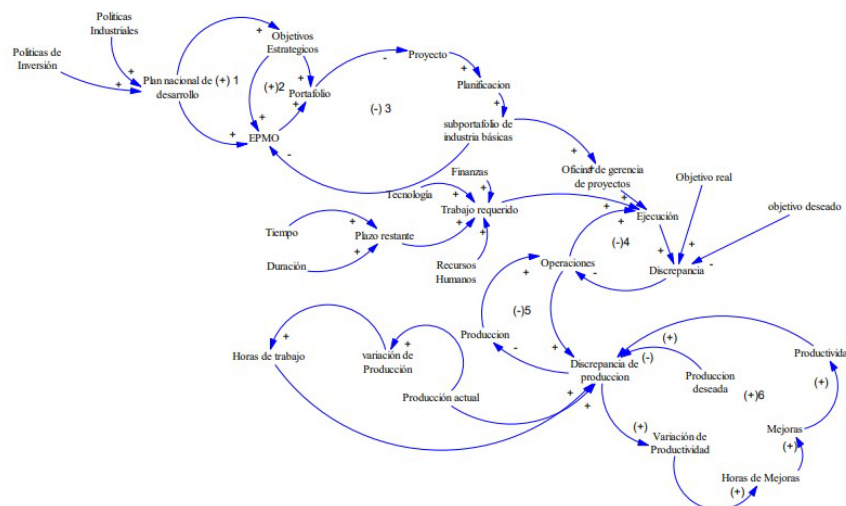 Políticas
Industriales
Políticas de
Inversión
Plan nacional de
desarrollo
(+) 1
Objetivos
Estrategicos
(+)2
Portafolio
EPMO
(-) 3
Proyecto
Planificacion
subportafolio de
industria básicas
Oficina de gerencia
de proyectos
Finanzas
Tecnología
Trabajo requerido
Ejecución
Objetivo real
objetivo deseado
Tiempo
Plazo restante
Duración
Recursos
Humanos
Operaciones
(-)4
Discrepancia
(-)5
Produccion
Horas de trabajo
variación de
Producción
Producción actual
Discrepancia de
produccion
(+)
(-)
Produccion
deseada
Productivida
(+)
(+)6
(+)
Variación de
Productividad
Mejoras
(+)
Horas de Mejoras
(+)